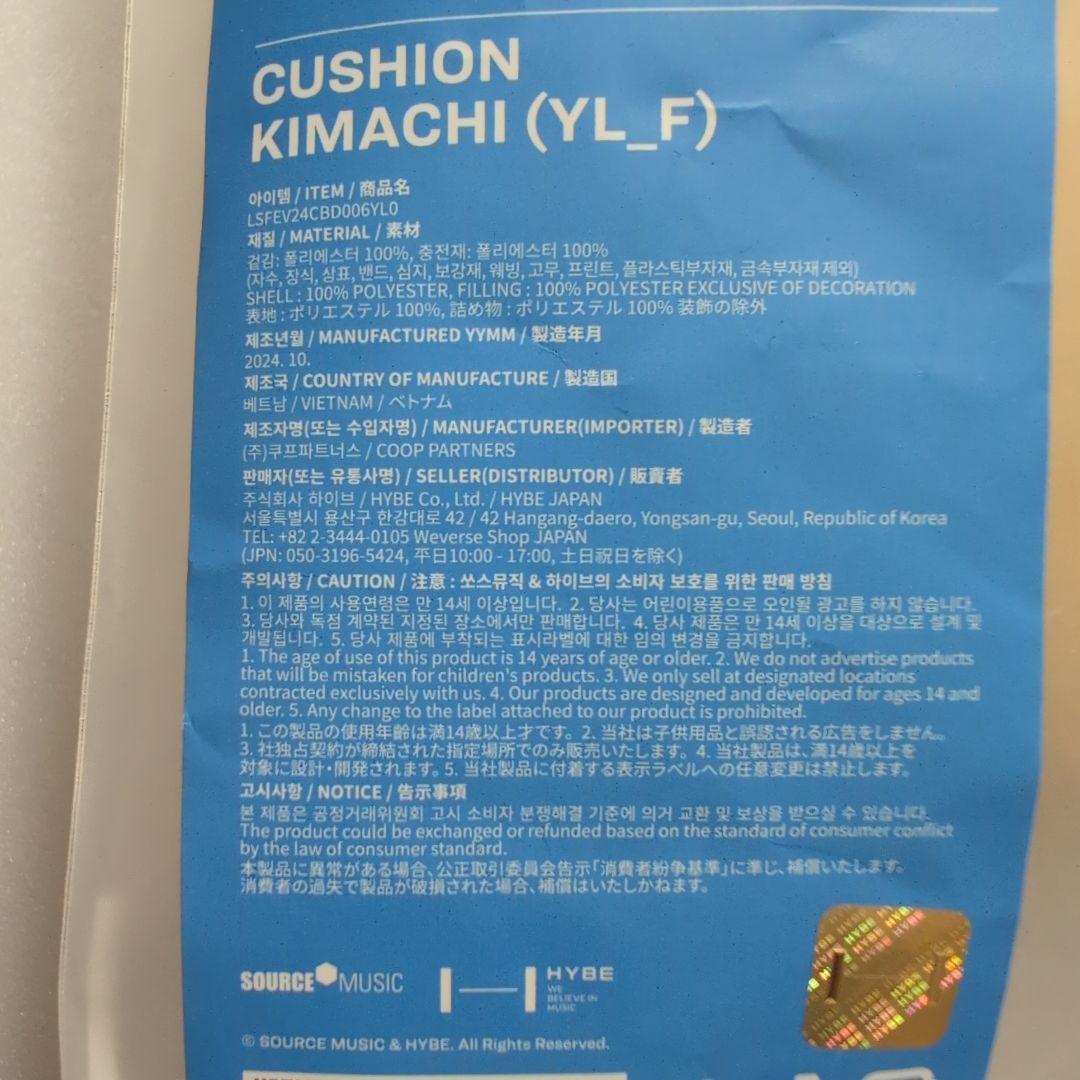 CUSHION
KIMACHI (YL_F)
아이템 / ITEM / 商品名
LSFEV24CBD006YL0
재질 / MATERIAL / 素材
겉감: 폴리에스터 100%, 충전재: 폴리에스터 100%
(자수, 장식, 상표, 밴드, 심지, 보강재, 웨빙, 고무, 프린트, 플라스틱부자재, 금속부자재 제외)
SHELL : 100% POLYESTER, FILLING : 100% POLYESTER EXCLUSIVE OF DECORATION
表地 : ポリエステル 100%, 詰め物 : ポリエステル 100% 装飾の除外
제조년월 / MANUFACTURED YYMM / 製造年月
2024. 10.
제조국 / COUNTRY OF MANUFACTURE / 製造国
베트남 / VIETNAM / ベトナム
제조자명(또는 수입자명) / MANUFACTURER(IMPORTER) / 製造者
(주)쿠프파트너스 / COOP PARTNERS
판매자(또는 유통사명) / SELLER(DISTRIBUTOR) / 販賣者
주식회사 하이브 / HYBE Co., Ltd. / HYBE JAPAN
서울특별시 용산구 한강대로 42 / 42 Hangang-daero, Yongsan-gu, Seoul, Republic of Korea
TEL: +82 2-3444-0105 Weverse Shop JAPAN
(JPN: 050-3196-5424, 平日10:00 - 17:00, 土日祝日を除く)
주의사항 / CAUTION / 注意 : 쏘스뮤직 & 하이브의 소비자 보호를 위한 판매 방침
1. 이 제품의 사용연령은 만 14세 이상입니다. 2. 당사는 어린이용품으로 오인될 광고를 하지 않습니다.
3. 당사와 독점 계약된 지정된 장소에서만 판매합니다. 4. 당사 제품은 만 14세 이상을 대상으로 설계 및
개발됩니다. 5. 당사 제품에 부착되는 표시라벨에 대한 임의 변경을 금지합니다.
1. The age of use of this product is 14 years of age or older. 2. We do not advertise products
that will be mistaken for children's products. 3. We only sell at designated locations
contracted exclusively with us. 4. Our products are designed and developed for ages 14 and
older. 5. Any change to the label attached to our product is prohibited.
1. この製品の使用年齢は満14歳以上才です。 2. 当社は子供用品と誤認される広告をしません。
3. 社独占契約が締結された指定場所でのみ販売いたします。 4. 当社製品は、満14歳以上を
対象に設計・開発されます。 5. 当社製品に付着する表示ラベルへの任意変更は禁止します。
고시사항 / NOTICE / 告示事項
본 제품은 공정거래위원회 고시 소비자 분쟁해결 기준에 의거 교환 및 보상을 받으실 수 있습니다.
The product could be exchanged or refunded based on the standard of consumer conflict
by the law of consumer standard.
本製品に異常がある場合、公正取引委員会告示「消費者紛争基準」に準じ、補償いたします。
消費者の過失で製品が破損された場合、補償はいたしかねます。
SOURCE MUSIC
HYBE
WE
BELIEVE IN
MUSIC
© SOURCE MUSIC & HYBE. All Rights Reserved.